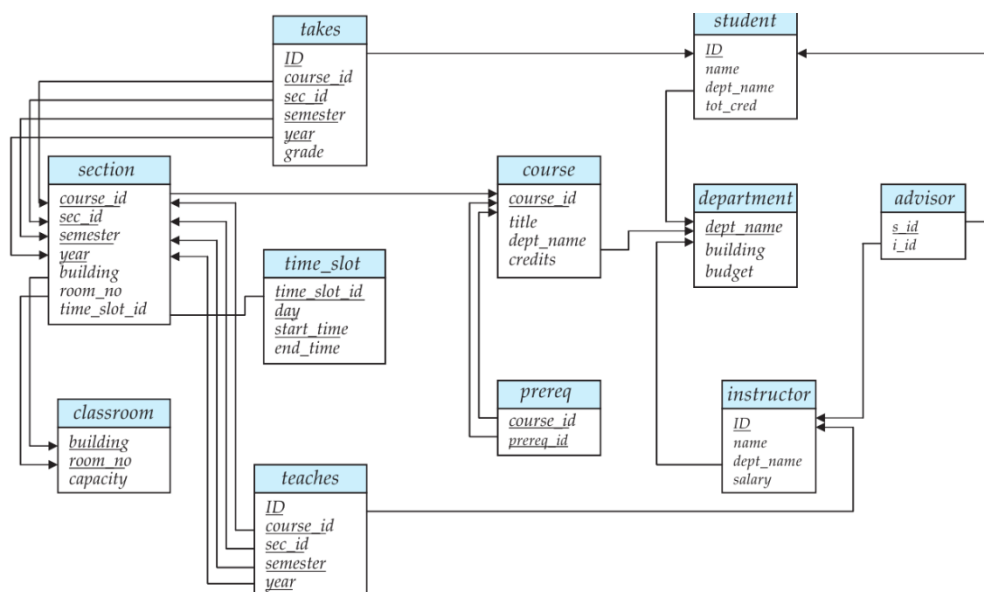 takes
ID
course_id
sec_id
semester
year
grade
student
ID
name
dept_name
tot_cred
section
course_id
sec_id
semester
year
building
room_no
time_slot_id
course
course_id
title
dept_name
credits
department
dept_name
building
budget
advisor
s_id
i_id
time_slot
time_slot_id
day
start_time
end_time
prereq
course_id
prereq_id
instructor
ID
name
dept_name
salary
classroom
building
room_no
capacity
teaches
ID
course_id
sec_id
semester
year